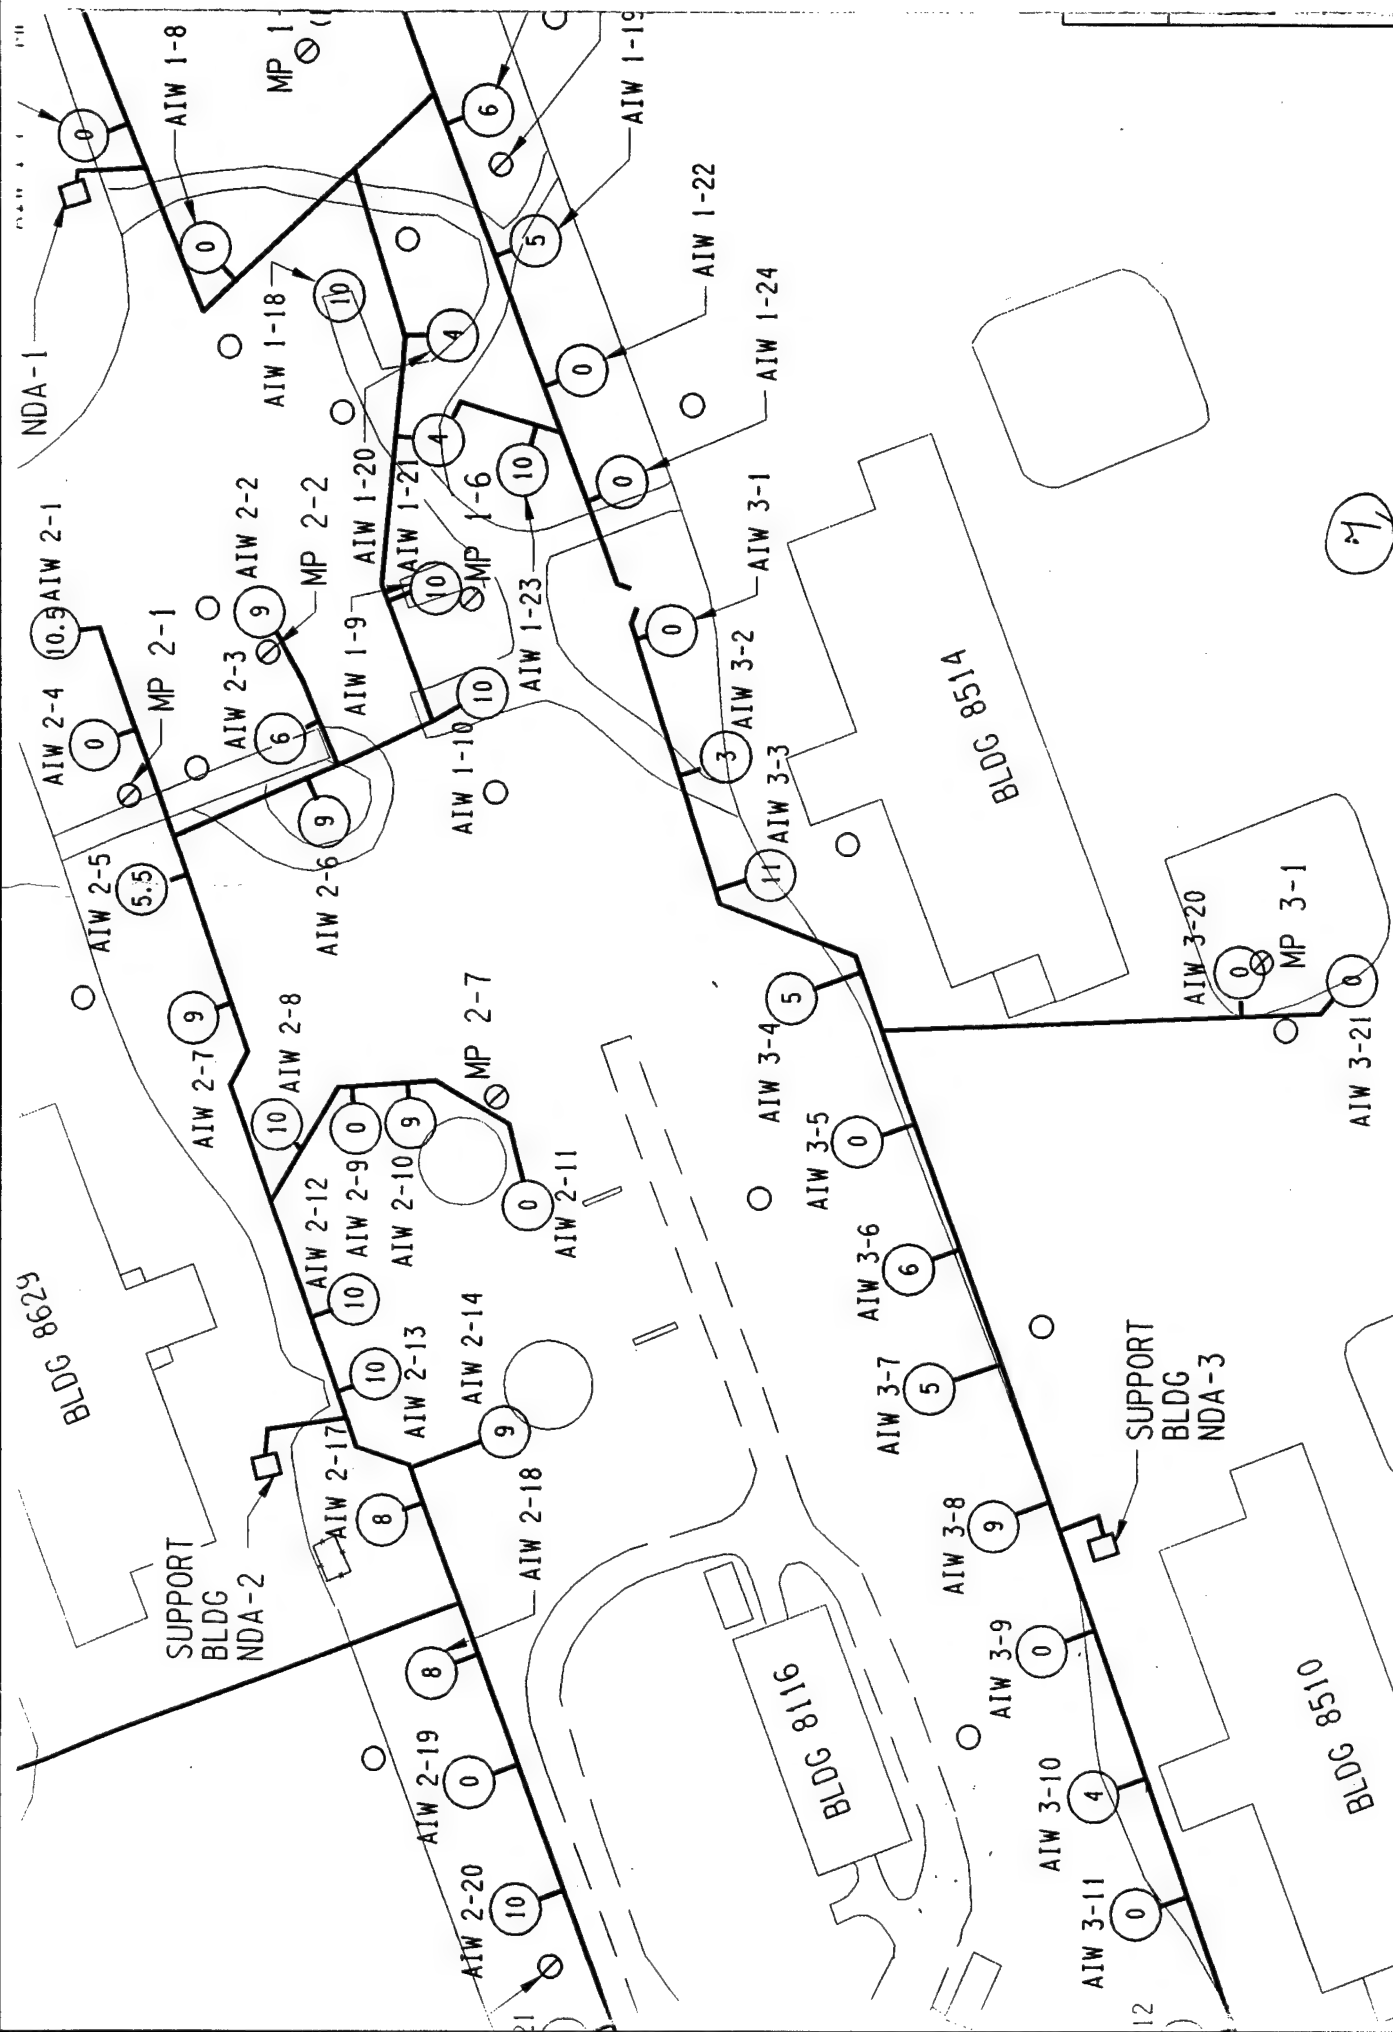 NDA-1
AIW 1-8
0
0
MP 1-
6
AIW 1-19
5
AIW 1-18
10
AIW 1-20
4
AIW 1-22
0
AIW 1-24
0
AIW 1-21
4
AIW 1-23
10
MP 1-6
AIW 1-9
10
AIW 1-10
10
AIW 2-1
10.5
AIW 2-2
9
MP 2-2
AIW 2-3
6
AIW 2-4
0
MP 2-1
AIW 2-5
5.5
AIW 2-6
9
AIW 2-7
9
AIW 2-8
10
AIW 2-9
0
AIW 2-10
9
MP 2-7
AIW 2-11
0
AIW 2-12
10
AIW 2-13
10
AIW 2-14
9
AIW 2-17
8
AIW 2-18
8
AIW 2-19
0
AIW 2-20
10
21
SUPPORT
BLDG
NDA-2
BLDG 8629
BLDG 8116
AIW 3-1
0
AIW 3-2
3
AIW 3-3
11
AIW 3-4
5
AIW 3-5
0
AIW 3-6
6
AIW 3-7
5
AIW 3-8
9
AIW 3-9
0
AIW 3-10
4
AIW 3-11
0
12
AIW 3-20
0
MP 3-1
AIW 3-21
0
SUPPORT
BLDG
NDA-3
BLDG 8514
BLDG 8510